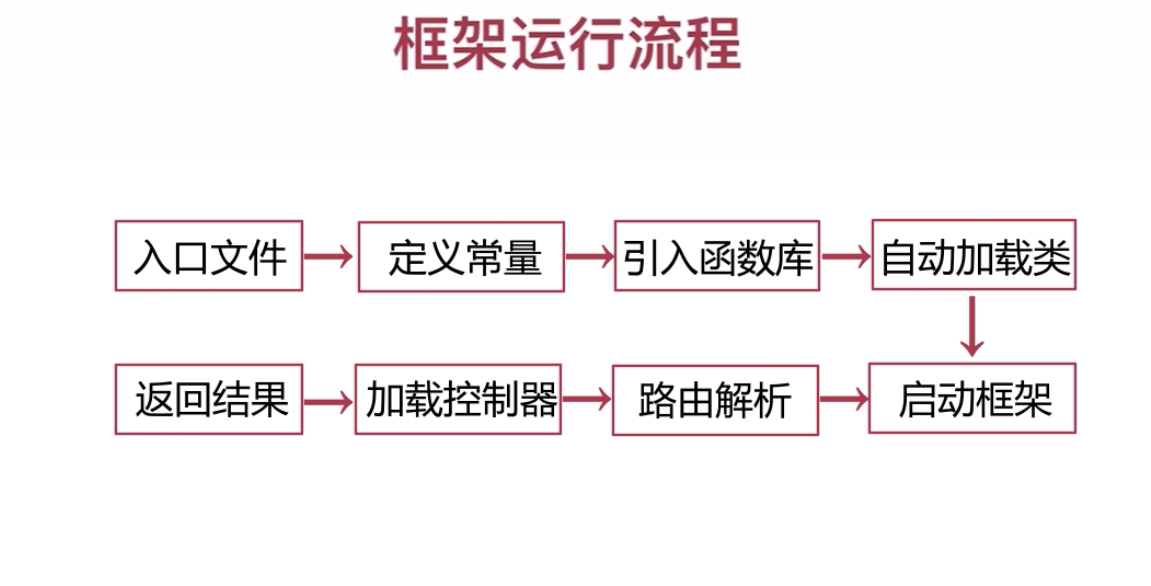 框架运行流程
入口文件
定义常量
引入函数库
自动加载类
返回结果
加载控制器
路由解析
启动框架